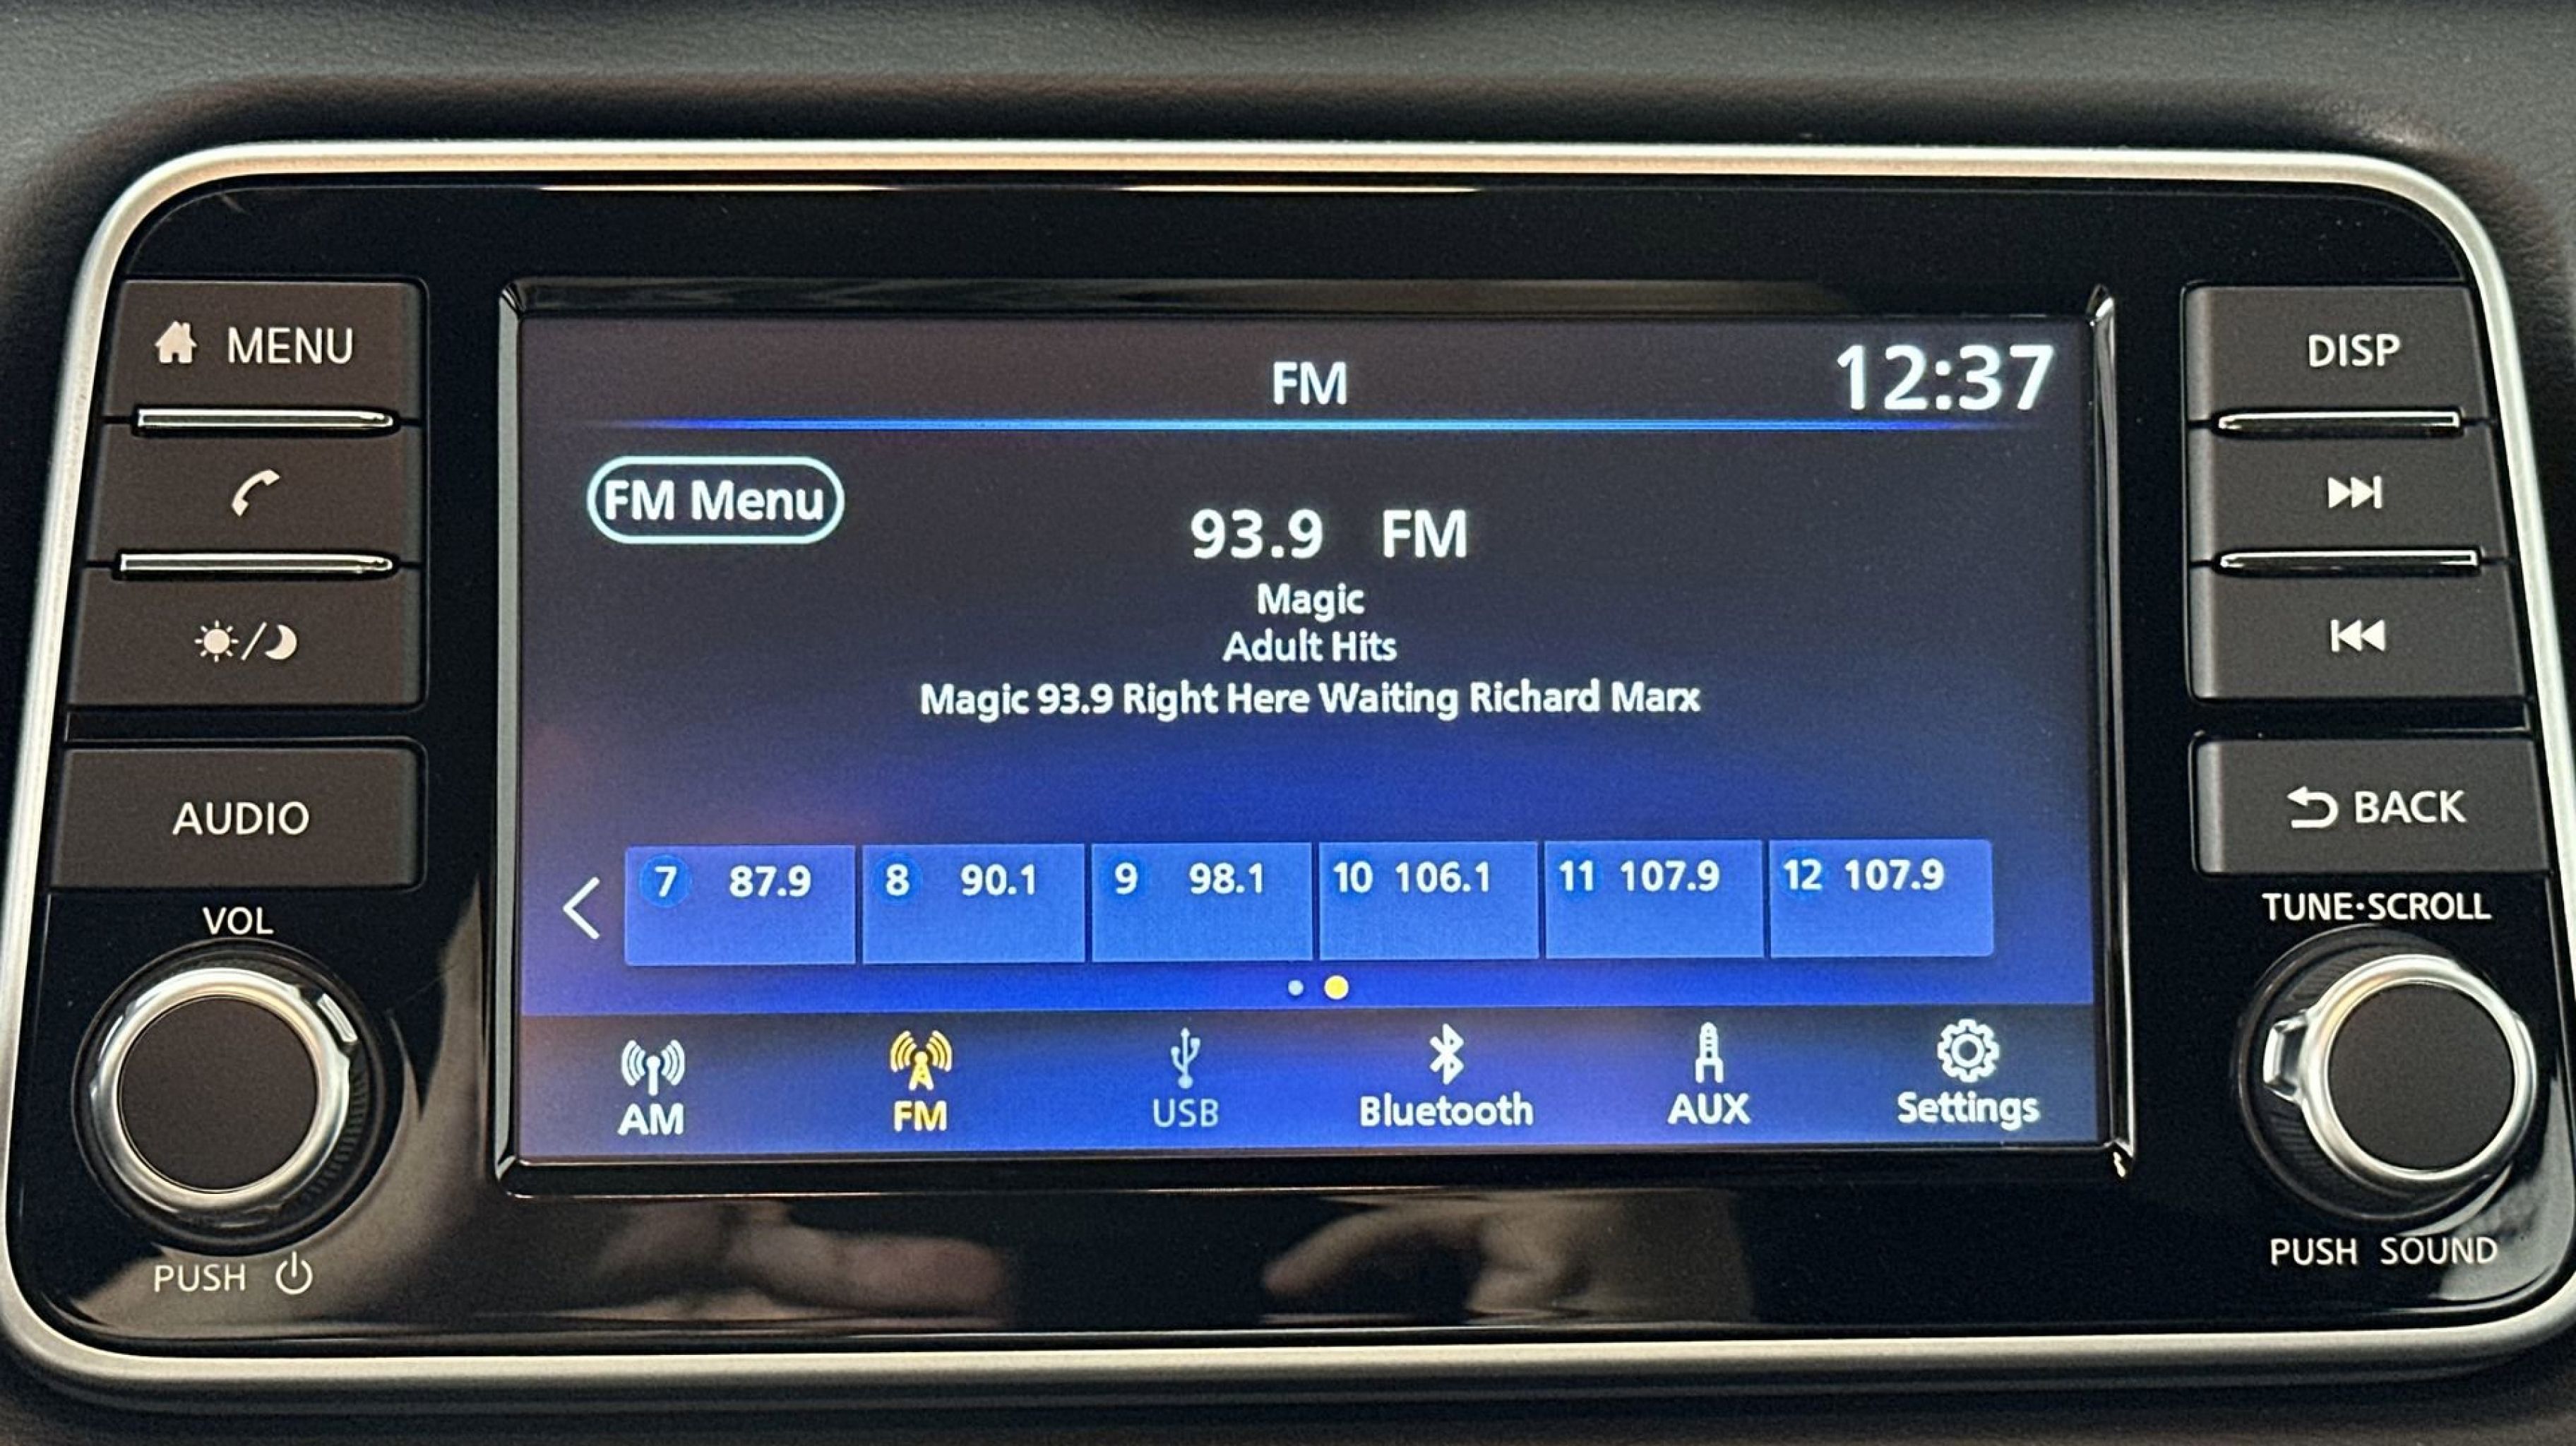 MENU
DISP
FM 12:37
FM Menu
93.9 FM
Magic
Adult Hits
Magic 93.9 Right Here Waiting Richard Marx
AUDIO
BACK
7 87.9 8 90.1 9 98.1 10 106.1 11 107.9 12 107.9
VOL
TUNE·SCROLL
AM FM USB Bluetooth AUX Settings
PUSH
PUSH SOUND